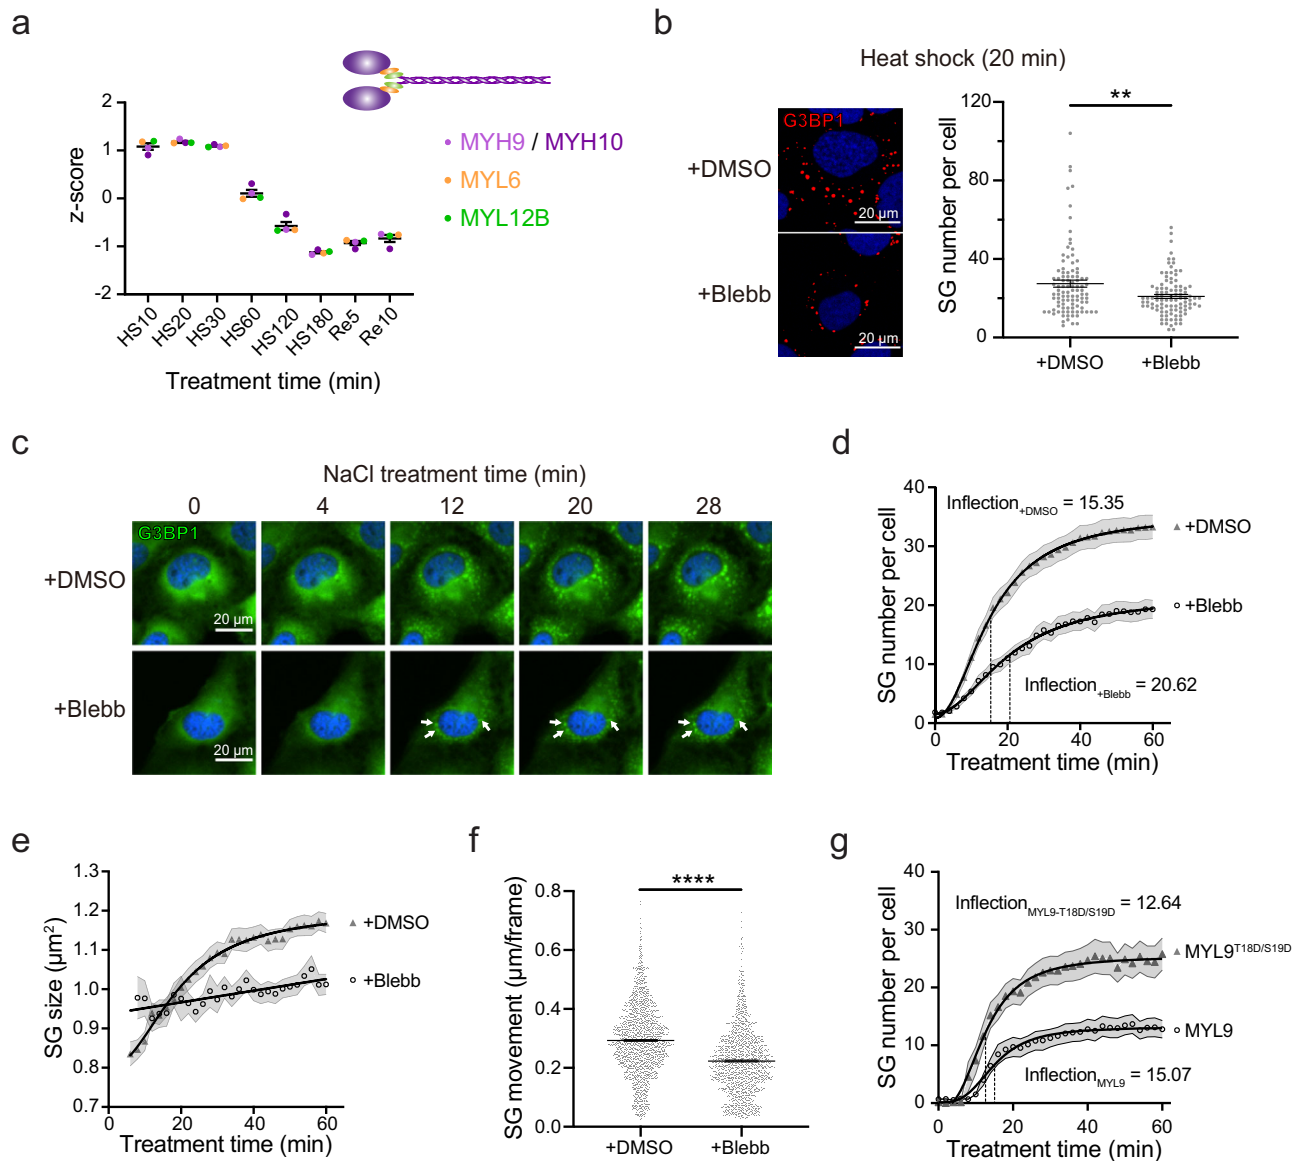 a
2
1
0
-1
-2
z-score
HS10
HS20
HS30
HS60
HS120
HS180
Re5
Re10
Treatment time (min)
MYH9 / MYH10
MYL6
MYL12B
b
Heat shock (20 min)
+DMSO
G3BP1
20 µm
+Blebb
20 µm
**
120
80
40
0
SG number per cell
+DMSO
+Blebb
c
NaCl treatment time (min)
0 4 12 20 28
+DMSO
G3BP1
20 µm
+Blebb
20 µm
d
40
30
20
10
0
SG number per cell
Inflection+DMSO = 15.35
+DMSO
+Blebb
Inflection+Blebb = 20.62
0 20 40 60
Treatment time (min)
e
1.3
1.2
1.1
1.0
0.9
0.8
0.7
SG size (µm²)
+DMSO
+Blebb
0 20 40 60
Treatment time (min)
f
****
0.8
0.6
0.4
0.2
0.0
SG movement (µm/frame)
+DMSO
+Blebb
g
40
30
20
10
0
SG number per cell
InflectionMYL9-T18D/S19D = 12.64
MYL9T18D/S19D
MYL9
InflectionMYL9 = 15.07
0 20 40 60
Treatment time (min)